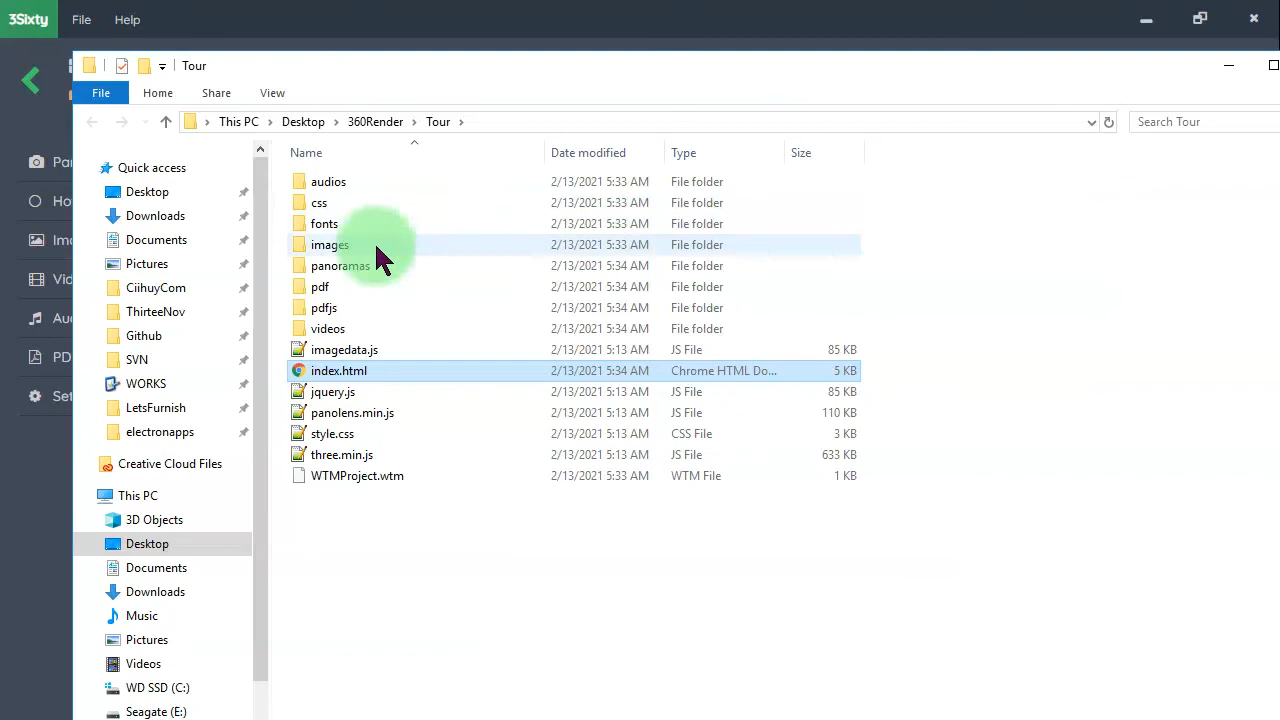 3Sixty File Help
Tour
File Home Share View
This PC Desktop 360Render Tour Search Tour
Name Date modified Type Size
Quick access
Desktop
Downloads
Documents
Pictures
CiihuyCom
ThirteeNov
Github
SVN
WORKS
LetsFurnish
electronapps
Creative Cloud Files
This PC
3D Objects
Desktop
Documents
Downloads
Music
Pictures
Videos
WD SSD (C:)
Seagate (E:)
audios 2/13/2021 5:33 AM File folder
css 2/13/2021 5:33 AM File folder
fonts 2/13/2021 5:33 AM File folder
images 2/13/2021 5:33 AM File folder
panoramas 2/13/2021 5:34 AM File folder
pdf 2/13/2021 5:34 AM File folder
pdfjs 2/13/2021 5:34 AM File folder
videos 2/13/2021 5:34 AM File folder
imagedata.js 2/13/2021 5:13 AM JS File 85 KB
index.html 2/13/2021 5:34 AM Chrome HTML Do... 5 KB
jquery.js 2/13/2021 5:13 AM JS File 85 KB
panolens.min.js 2/13/2021 5:13 AM JS File 110 KB
style.css 2/13/2021 5:13 AM CSS File 3 KB
three.min.js 2/13/2021 5:13 AM JS File 633 KB
WTMProject.wtm 2/13/2021 5:33 AM WTM File 1 KB